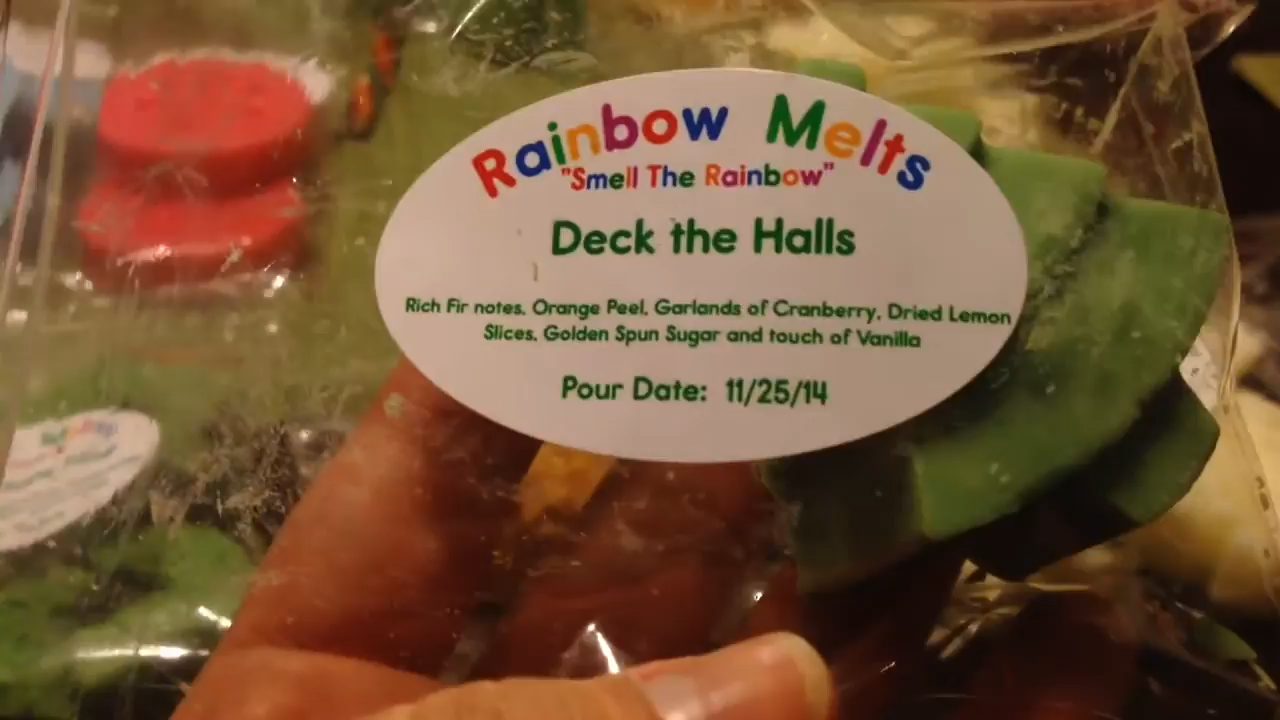 Rainbow Melts
"Smell The Rainbow"
Deck the Halls
Rich Fir notes, Orange Peel, Garlands of Cranberry, Dried Lemon
Slices, Golden Spun Sugar and touch of Vanilla
Pour Date: 11/25/14